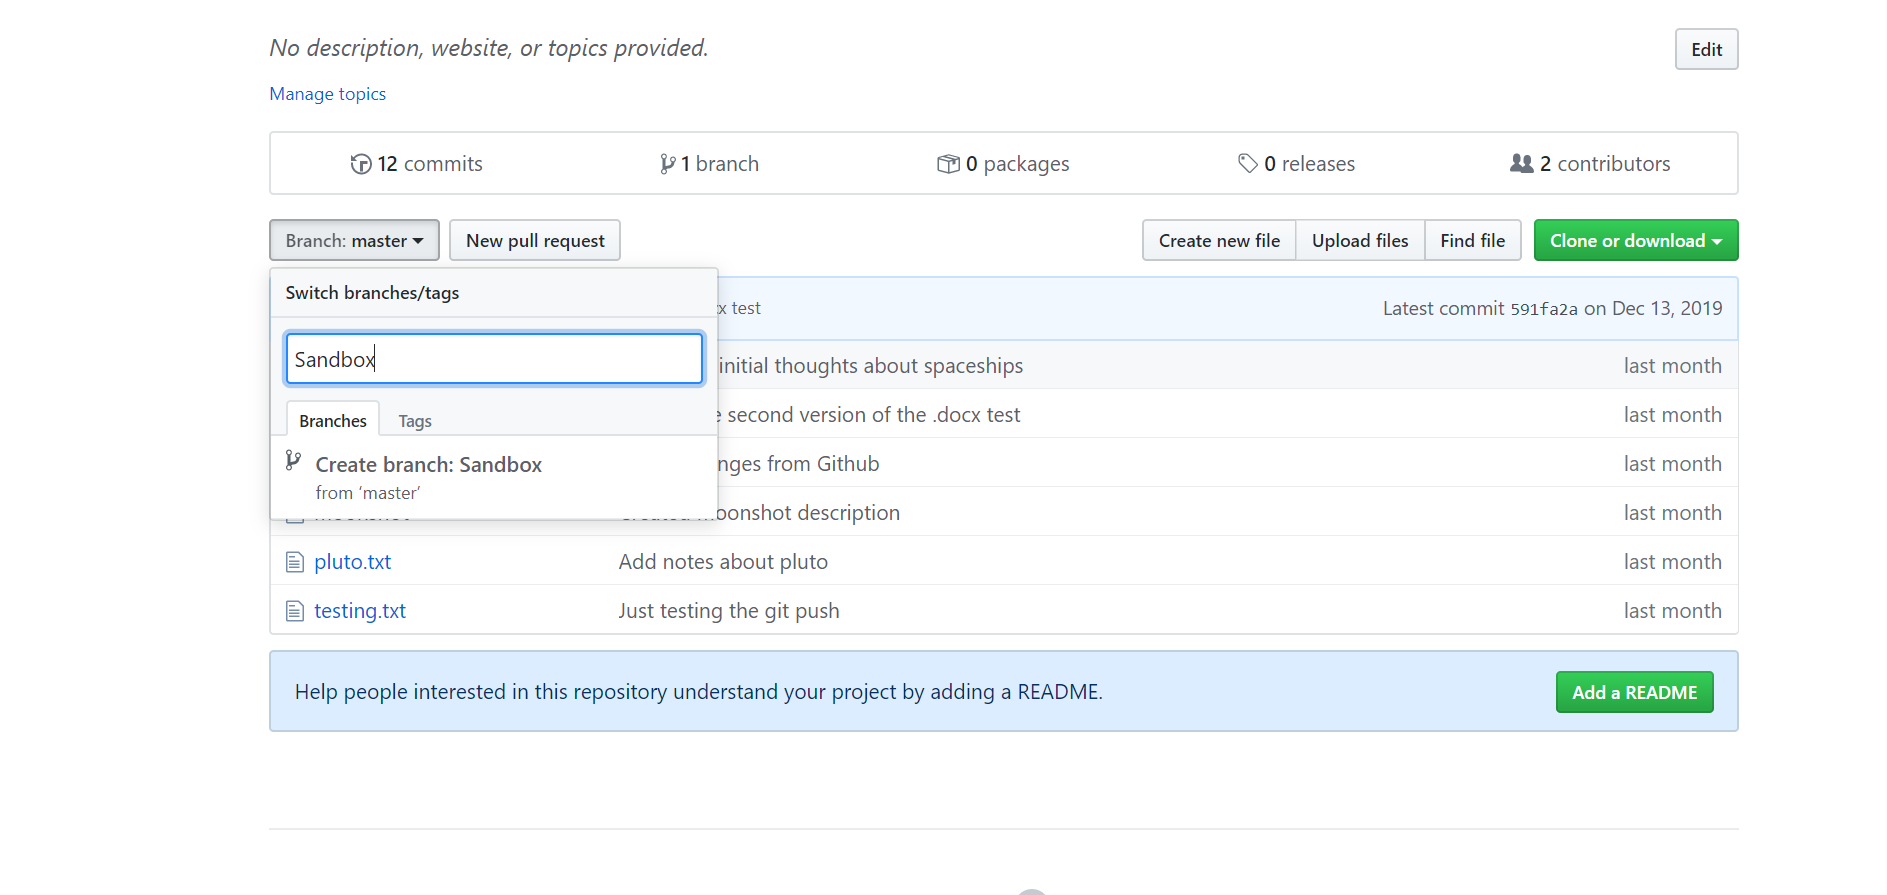 No description, website, or topics provided.
Edit
Manage topics
12 commits 1 branch 0 packages 0 releases 2 contributors
Branch: master New pull request Create new file Upload files Find file Clone or download
Switch branches/tags
test Latest commit 591fa2a on Dec 13, 2019
Sandbox
initial thoughts about spaceships last month
Branches Tags
second version of the .docx test last month
Create branch: Sandbox
from Github last month
from ‘master’
description last month
pluto.txt Add notes about pluto last month
testing.txt Just testing the git push last month
Help people interested in this repository understand your project by adding a README. Add a README